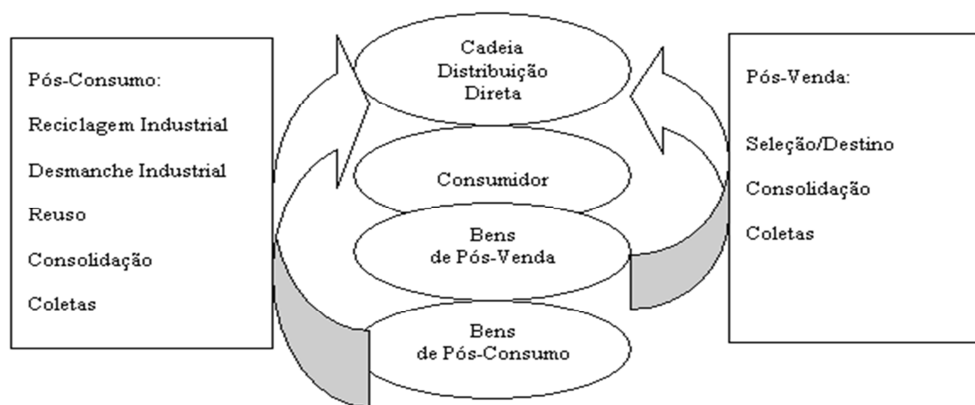 Pós-Consumo:
Reciclagem Industrial
Desmanche Industrial
Reuso
Consolidação
Coletas
Cadeia
Distribuição
Direta
Consumidor
Bens
de Pós-Venda
Bens
de Pós-Consumo
Pós-Venda:
Seleção/Destino
Consolidação
Coletas